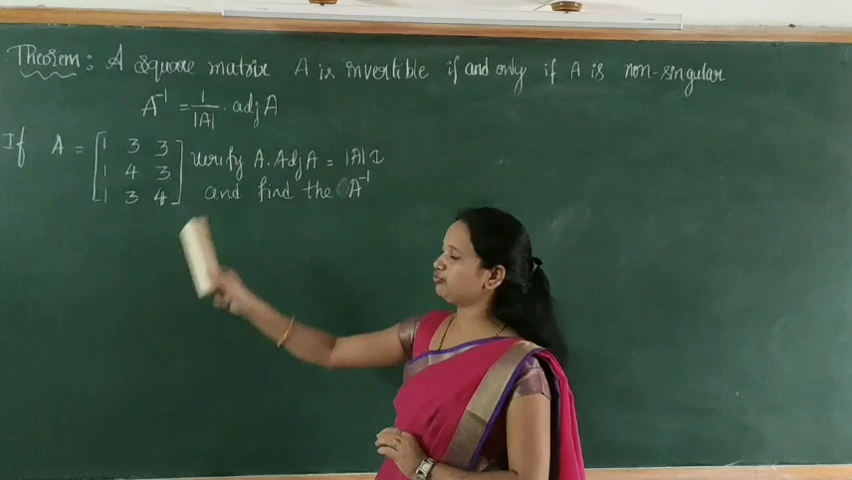 Theorem: A square matrix A is invertible if and only if A is non-singular
A⁻¹ = 1/|A| . adj A
If A = [1 3 3
1 4 3
1 3 4] verify A. Adj A = |A| I
and find the A⁻¹